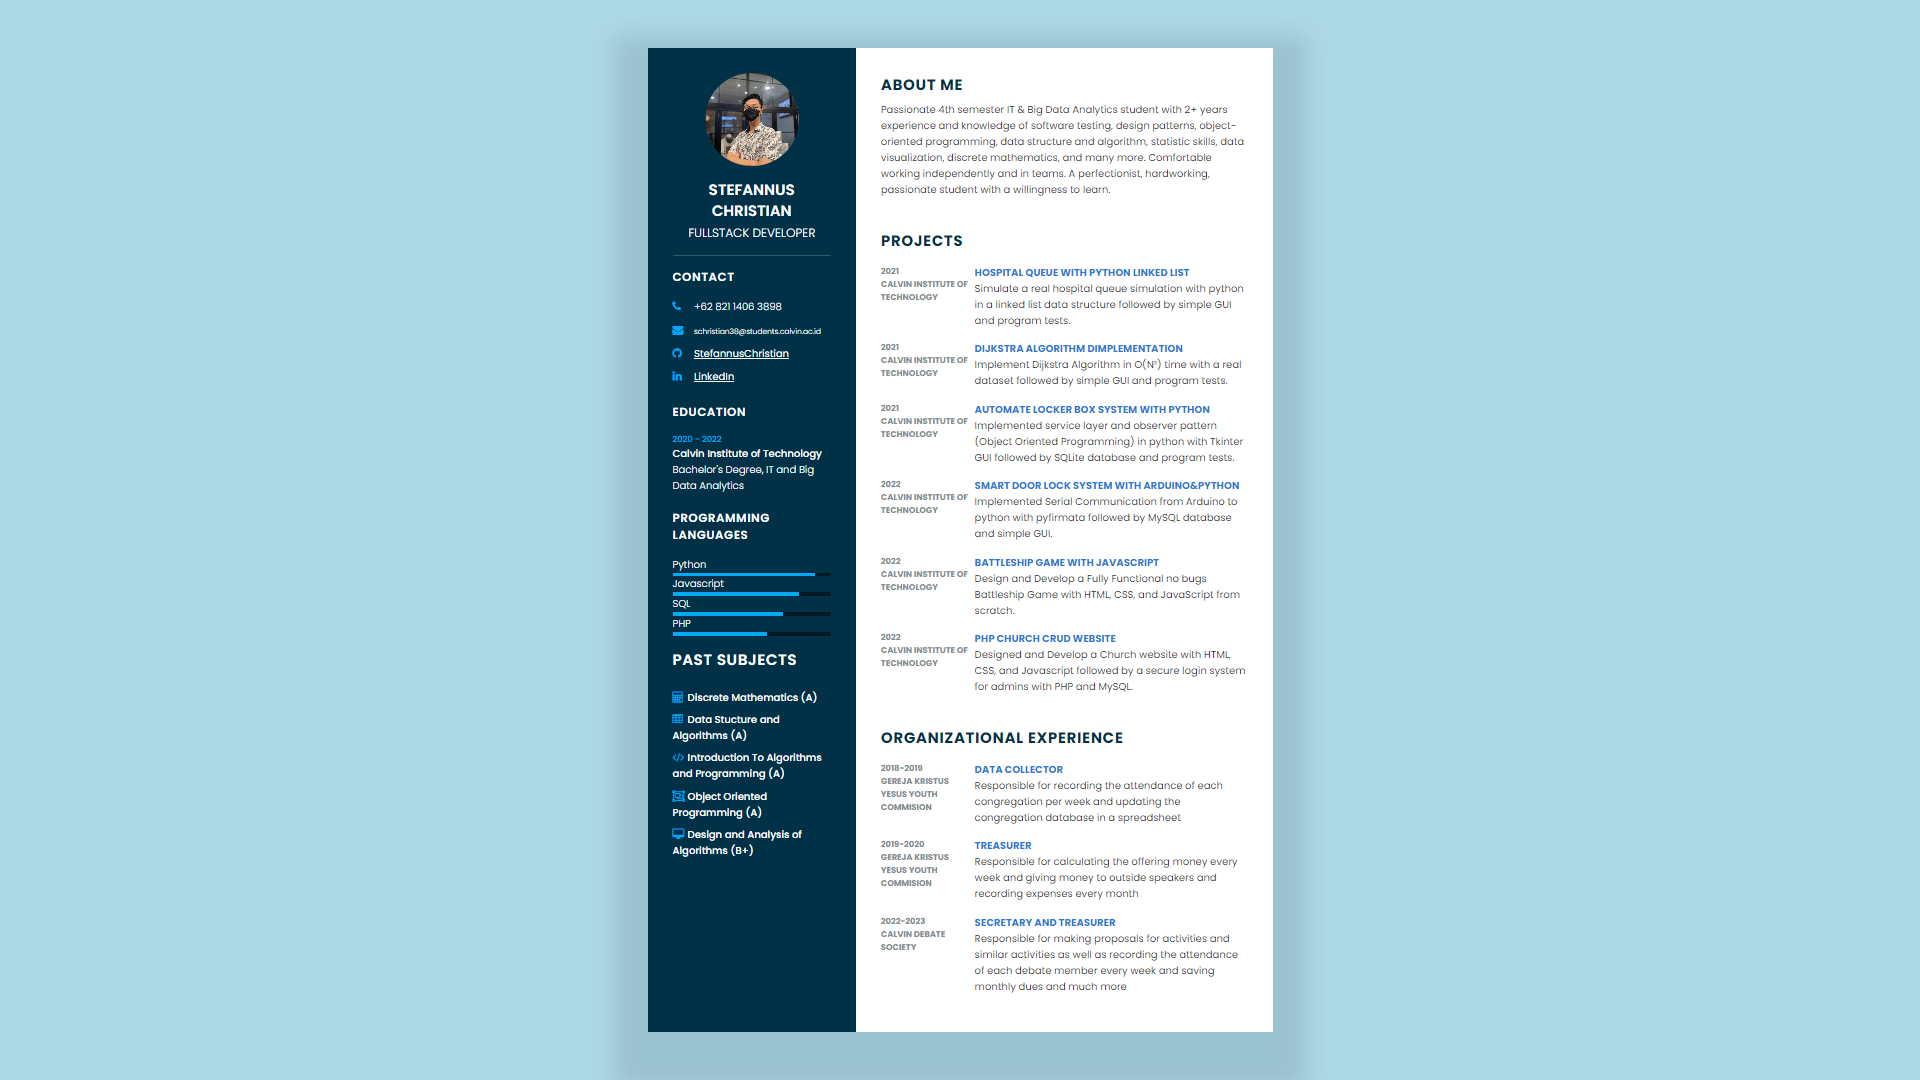 STEFANNUS
CHRISTIAN
FULLSTACK DEVELOPER
CONTACT
+62 821 1406 3898
schristian38@students.calvin.ac.id
StefannusChristian
LinkedIn
EDUCATION
2020 - 2022
Calvin Institute of Technology
Bachelor's Degree, IT and Big
Data Analytics
PROGRAMMING
LANGUAGES
Python
Javascript
SQL
PHP
PAST SUBJECTS
Discrete Mathematics (A)
Data Stucture and
Algorithms (A)
Introduction To Algorithms
and Programming (A)
Object Oriented
Programming (A)
Design and Analysis of
Algorithms (B+)
ABOUT ME
Passionate 4th semester IT & Big Data Analytics student with 2+ years
experience and knowledge of software testing, design patterns, object-
oriented programming, data structure and algorithm, statistic skills, data
visualization, discrete mathematics, and many more. Comfortable
working independently and in teams. A perfectionist, hardworking,
passionate student with a willingness to learn.
PROJECTS
2021
CALVIN INSTITUTE OF
TECHNOLOGY
HOSPITAL QUEUE WITH PYTHON LINKED LIST
Simulate a real hospital queue simulation with python
in a linked list data structure followed by simple GUI
and program tests.
2021
CALVIN INSTITUTE OF
TECHNOLOGY
DIJKSTRA ALGORITHM DIMPLEMENTATION
Implement Dijkstra Algorithm in O(N²) time with a real
dataset followed by simple GUI and program tests.
2021
CALVIN INSTITUTE OF
TECHNOLOGY
AUTOMATE LOCKER BOX SYSTEM WITH PYTHON
Implemented service layer and observer pattern
(Object Oriented Programming) in python with Tkinter
GUI followed by SQLite database and program tests.
2022
CALVIN INSTITUTE OF
TECHNOLOGY
SMART DOOR LOCK SYSTEM WITH ARDUINO&PYTHON
Implemented Serial Communication from Arduino to
python with pyfirmata followed by MySQL database
and simple GUI.
2022
CALVIN INSTITUTE OF
TECHNOLOGY
BATTLESHIP GAME WITH JAVASCRIPT
Design and Develop a Fully Functional no bugs
Battleship Game with HTML, CSS, and JavaScript from
scratch.
2022
CALVIN INSTITUTE OF
TECHNOLOGY
PHP CHURCH CRUD WEBSITE
Designed and Develop a Church website with HTML,
CSS, and Javascript followed by a secure login system
for admins with PHP and MySQL.
ORGANIZATIONAL EXPERIENCE
2018-2019
GEREJA KRISTUS
YESUS YOUTH
COMMISION
DATA COLLECTOR
Responsible for recording the attendance of each
congregation per week and updating the
congregation database in a spreadsheet
2019-2020
GEREJA KRISTUS
YESUS YOUTH
COMMISION
TREASURER
Responsible for calculating the offering money every
week and giving money to outside speakers and
recording expenses every month
2022-2023
CALVIN DEBATE
SOCIETY
SECRETARY AND TREASURER
Responsible for making proposals for activities and
similar activities as well as recording the attendance
of each debate member every week and saving
monthly dues and much more